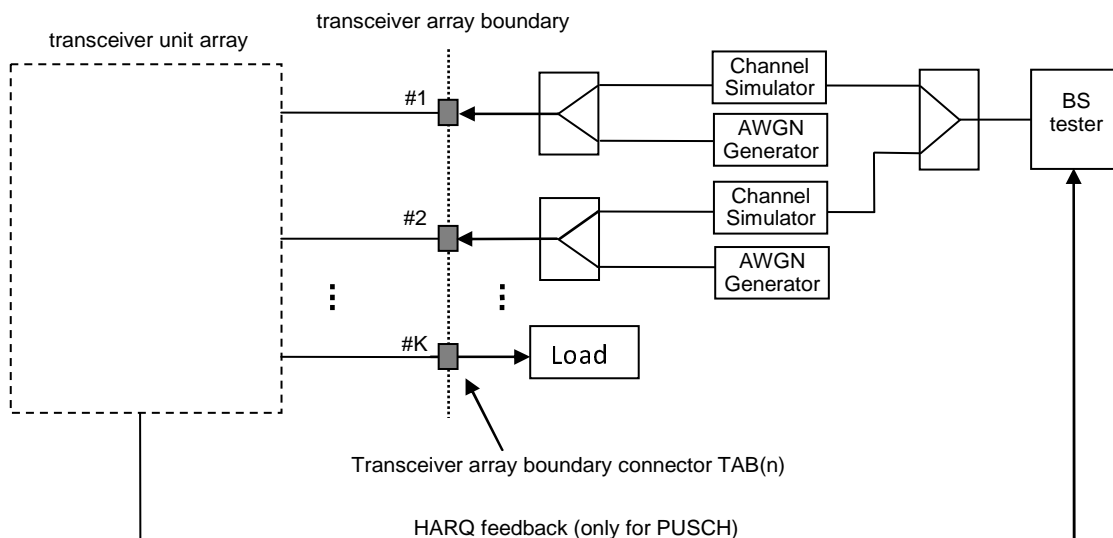 transceiver array boundary
transceiver unit array
#1
Channel
Simulator
AWGN
Generator
BS
tester
#2
Channel
Simulator
AWGN
Generator
...
...
#K
Load
Transceiver array boundary connector TAB(n)
HARQ feedback (only for PUSCH)